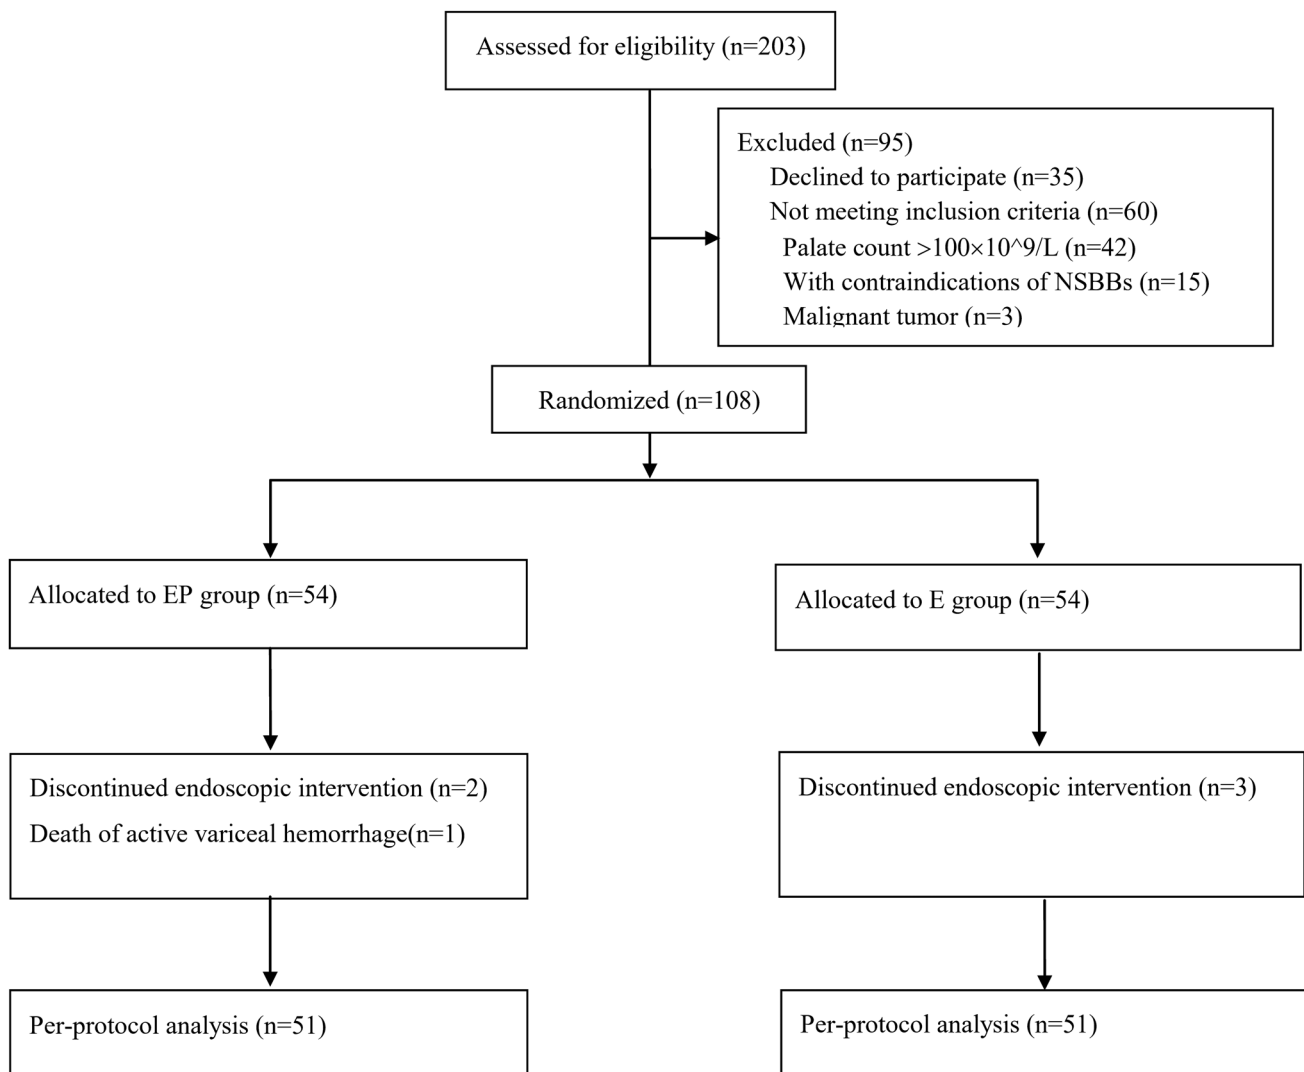 Assessed for eligibility (n=203)
Excluded (n=95)
Declined to participate (n=35)
Not meeting inclusion criteria (n=60)
Palate count >100×10^9/L (n=42)
With contraindications of NSBBs (n=15)
Malignant tumor (n=3)
Randomized (n=108)
Allocated to EP group (n=54)
Allocated to E group (n=54)
Discontinued endoscopic intervention (n=2)
Death of active variceal hemorrhage(n=1)
Discontinued endoscopic intervention (n=3)
Per-protocol analysis (n=51)
Per-protocol analysis (n=51)